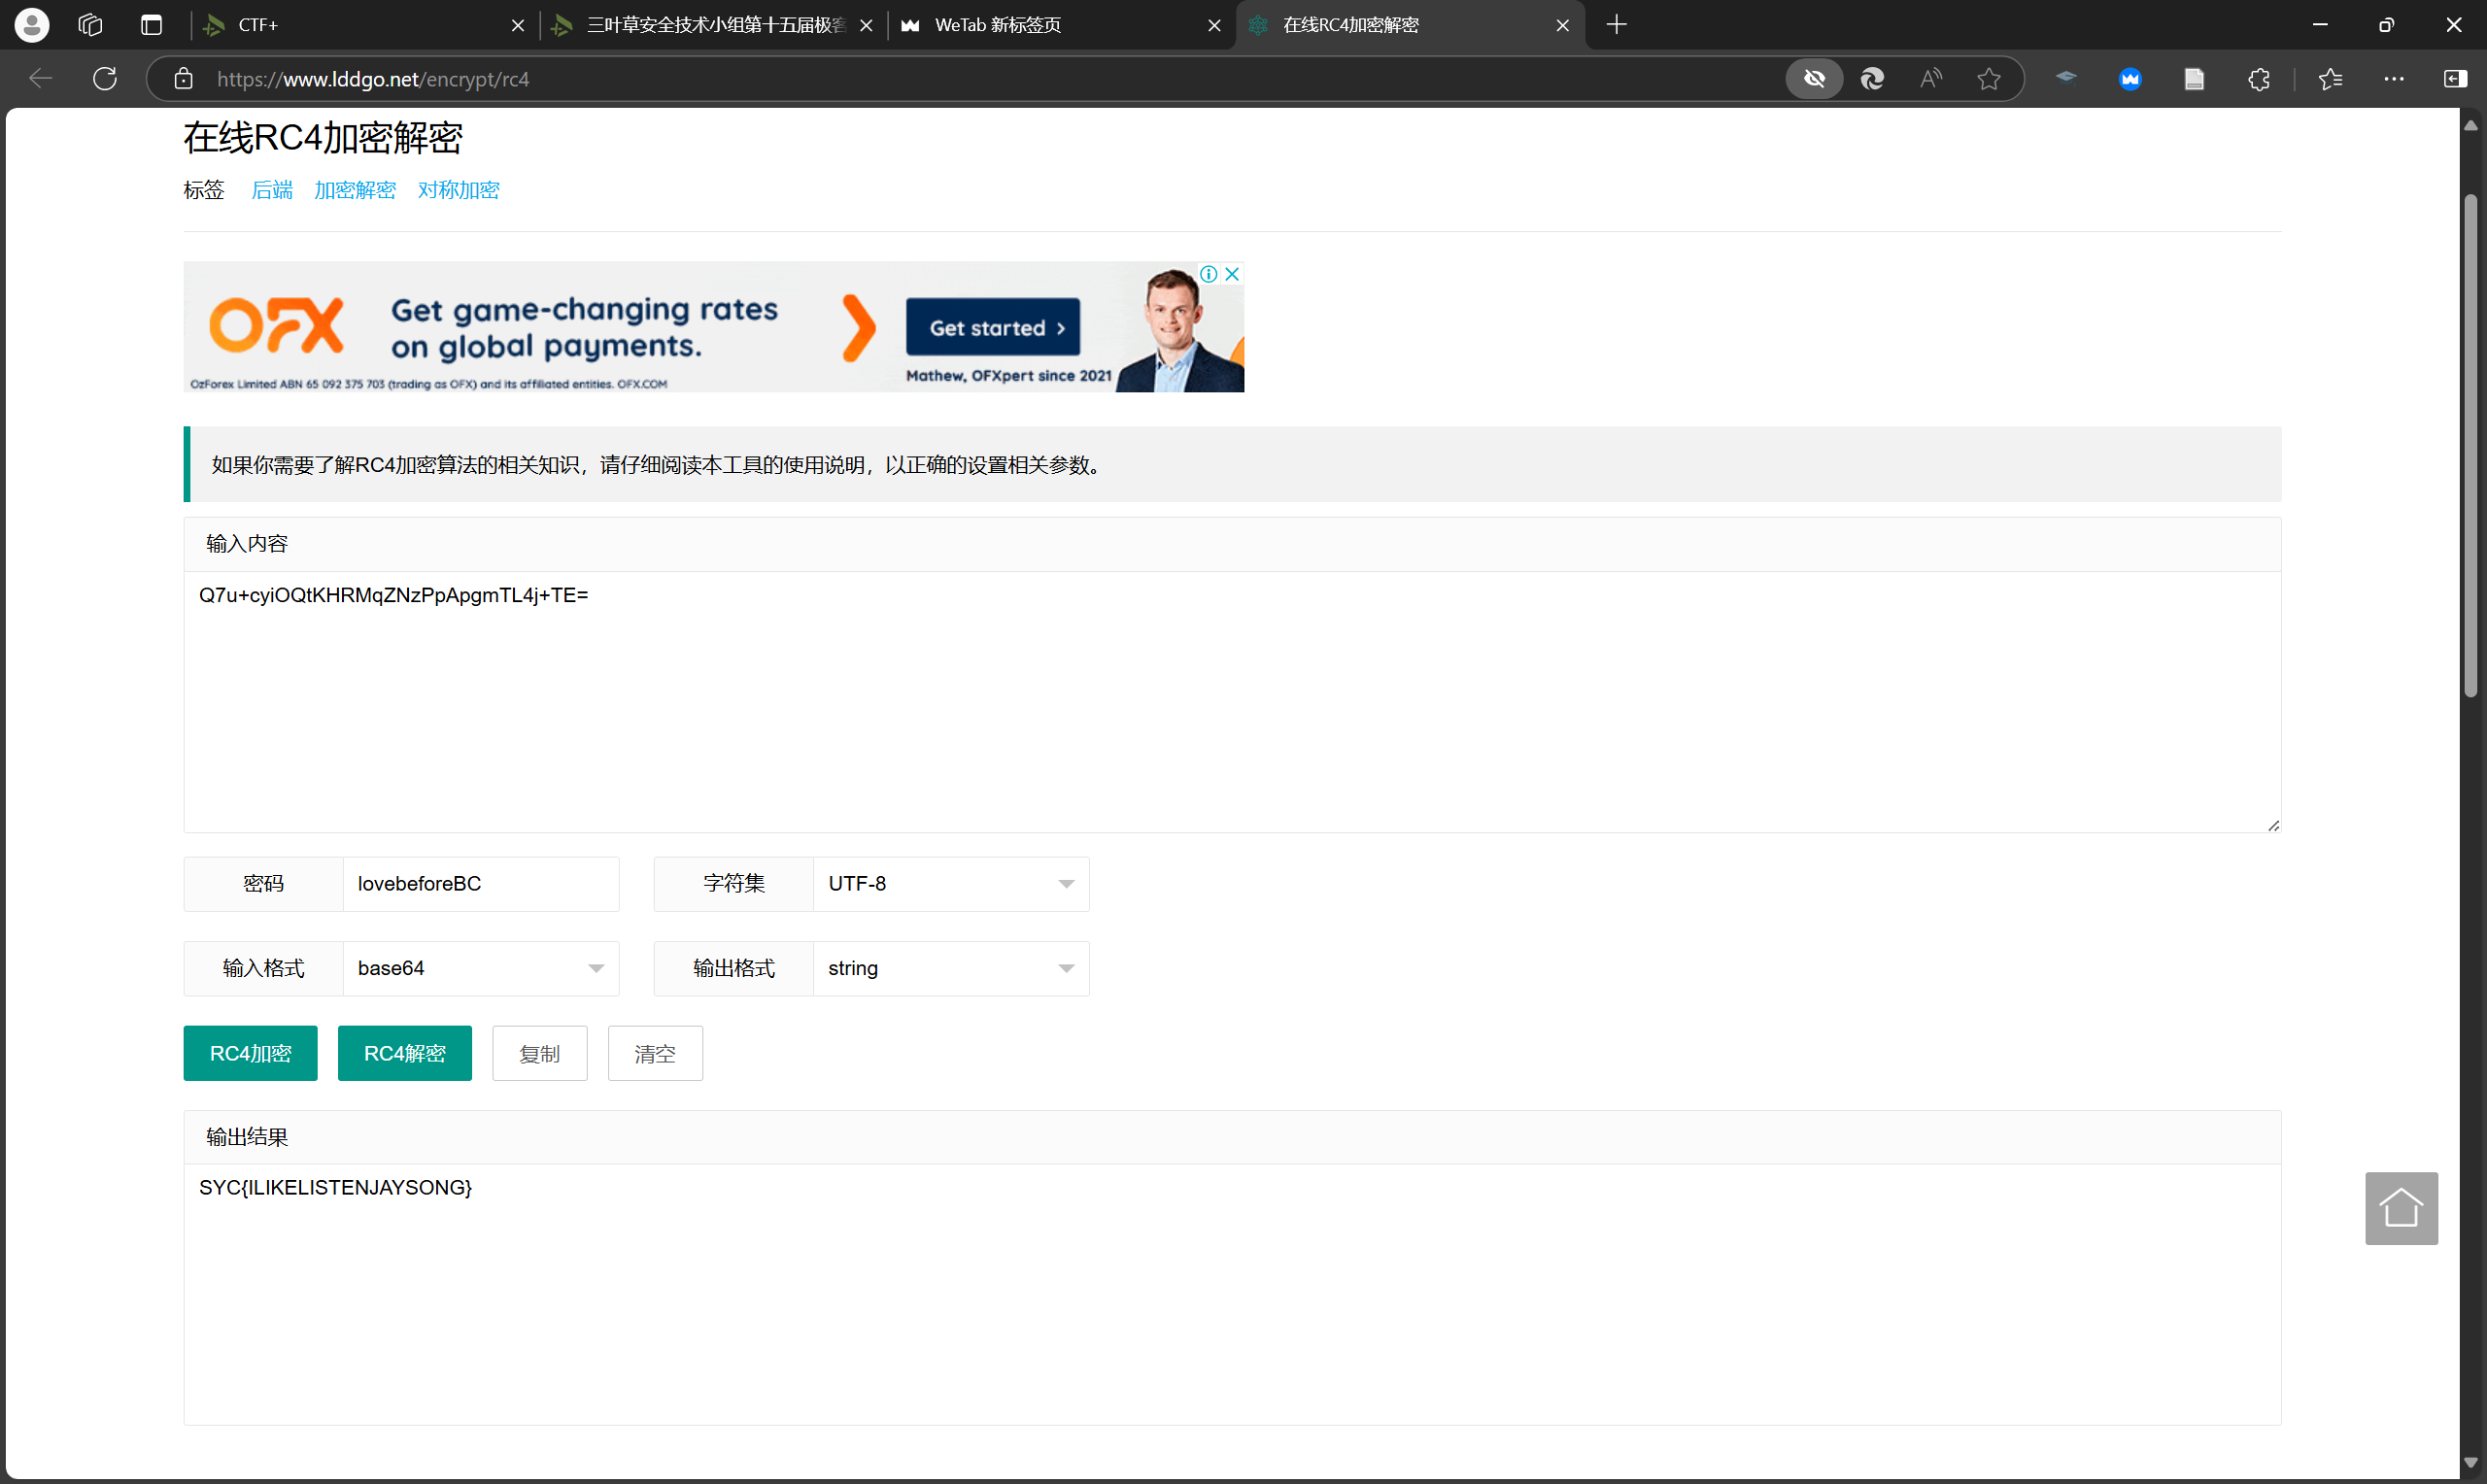 CTF+
三叶草安全技术小组第十五届极客
WeTab 新标签页
在线RC4加密解密
https://www.lddgo.net/encrypt/rc4
在线RC4加密解密
标签 后端 加密解密 对称加密
OFX
Get game-changing rates
on global payments.
Get started >
OzForex Limited ABN 65 092 375 703 (trading as OFX) and its affiliated entities. OFX.COM
Mathew, OFXpert since 2021
如果你需要了解RC4加密算法的相关知识，请仔细阅读本工具的使用说明，以正确的设置相关参数。
输入内容
Q7u+cyiOQtKHRMqZNzPpApgmTL4j+TE=
密码 lovebeforeBC 字符集 UTF-8
输入格式 base64 输出格式 string
RC4加密 RC4解密 复制 清空
输出结果
SYC{ILIKELISTENJAYSONG}